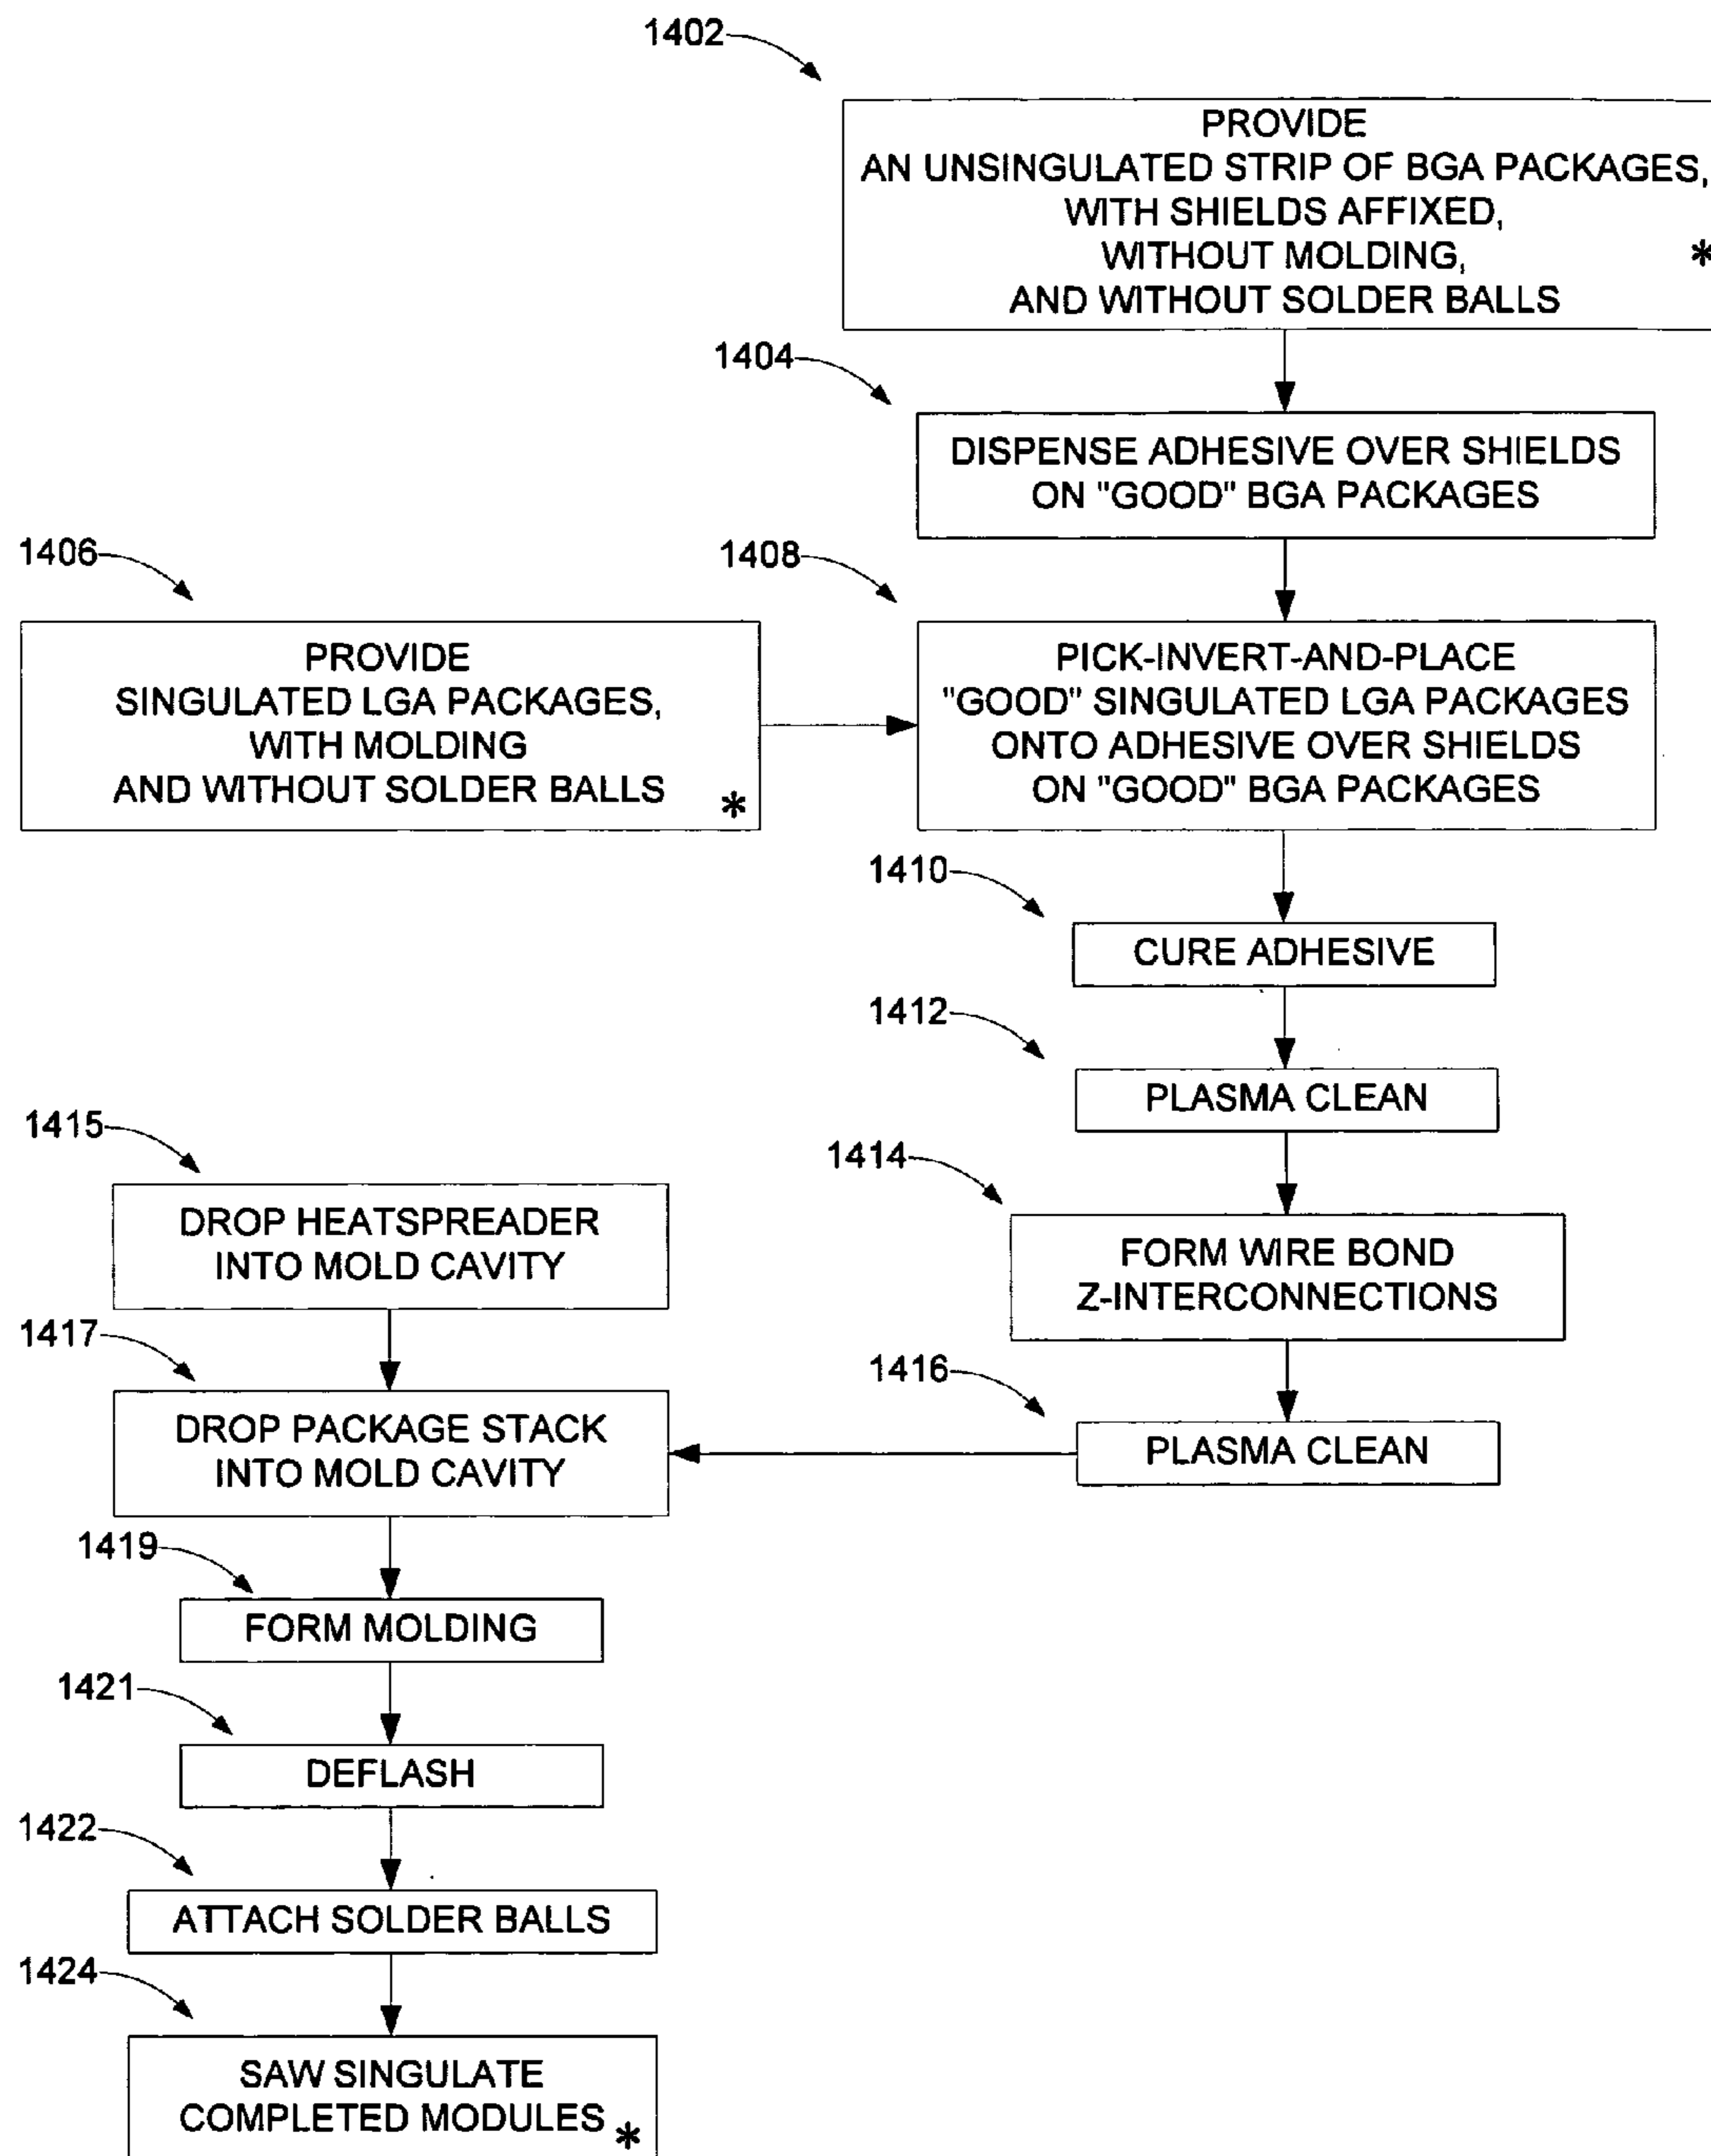 1402
PROVIDE
AN UNSINGULATED STRIP OF BGA PACKAGES,
WITH SHIELDS AFFIXED,
WITHOUT MOLDING,
AND WITHOUT SOLDER BALLS
*
1404
DISPENSE ADHESIVE OVER SHIELDS
ON "GOOD" BGA PACKAGES
1406
PROVIDE
SINGULATED LGA PACKAGES,
WITH MOLDING
AND WITHOUT SOLDER BALLS
*
1408
PICK-INVERT-AND-PLACE
"GOOD" SINGULATED LGA PACKAGES
ONTO ADHESIVE OVER SHIELDS
ON "GOOD" BGA PACKAGES
1410
CURE ADHESIVE
1412
PLASMA CLEAN
1414
FORM WIRE BOND
Z-INTERCONNECTIONS
1416
PLASMA CLEAN
1415
DROP HEATSPREADER
INTO MOLD CAVITY
1417
DROP PACKAGE STACK
INTO MOLD CAVITY
1419
FORM MOLDING
1421
DEFLASH
1422
ATTACH SOLDER BALLS
1424
SAW SINGULATE
COMPLETED MODULES
*